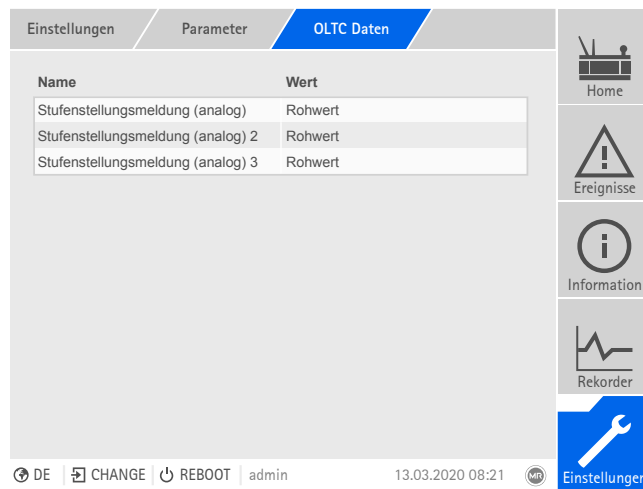 Einstellungen Parameter OLTC Daten
Name Wert
Stufenstellungsmeldung (analog) Rohwert
Stufenstellungsmeldung (analog) 2 Rohwert
Stufenstellungsmeldung (analog) 3 Rohwert
Home
Ereignisse
Information
Rekorder
Einstellungen
DE CHANGE REBOOT admin 13.03.2020 08:21 MR